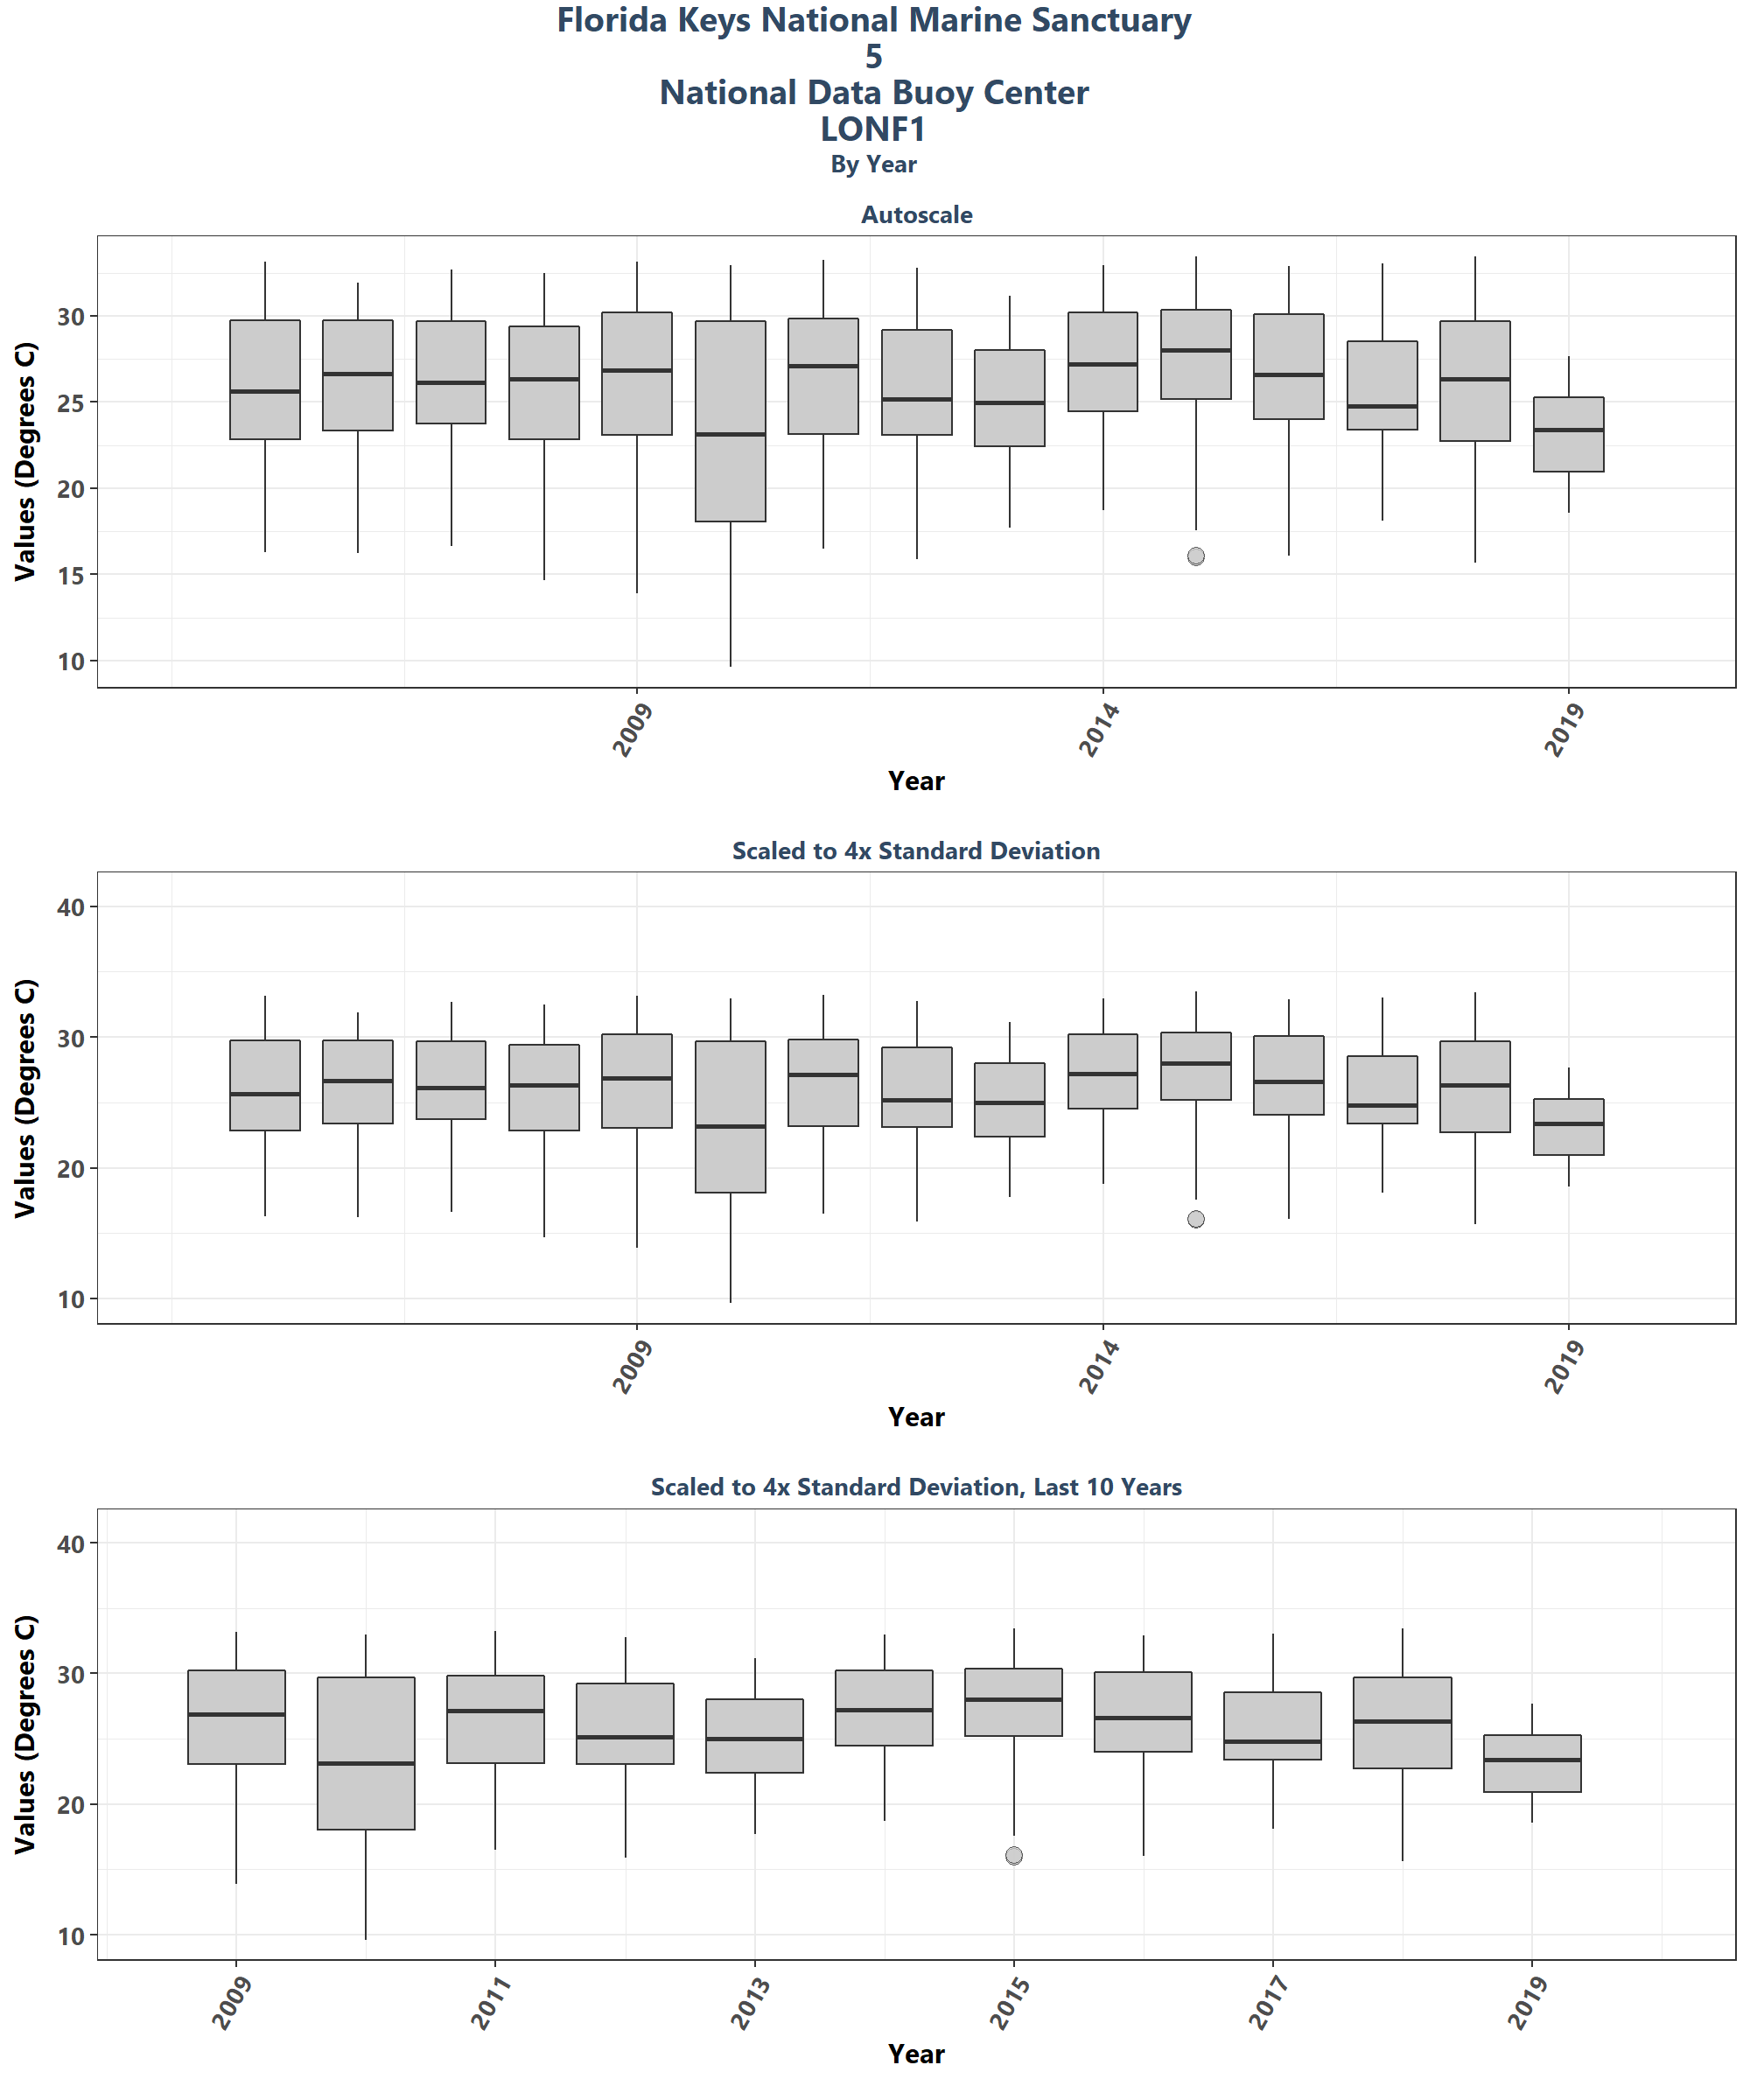 Florida Keys National Marine Sanctuary
5
National Data Buoy Center
LONF1
By Year
Autoscale
Values (Degrees C)
30
25
20
15
10
2009
2014
2019
Year
Scaled to 4x Standard Deviation
Values (Degrees C)
40
30
20
10
2009
2014
2019
Year
Scaled to 4x Standard Deviation, Last 10 Years
Values (Degrees C)
40
30
20
10
2009
2011
2013
2015
2017
2019
Year